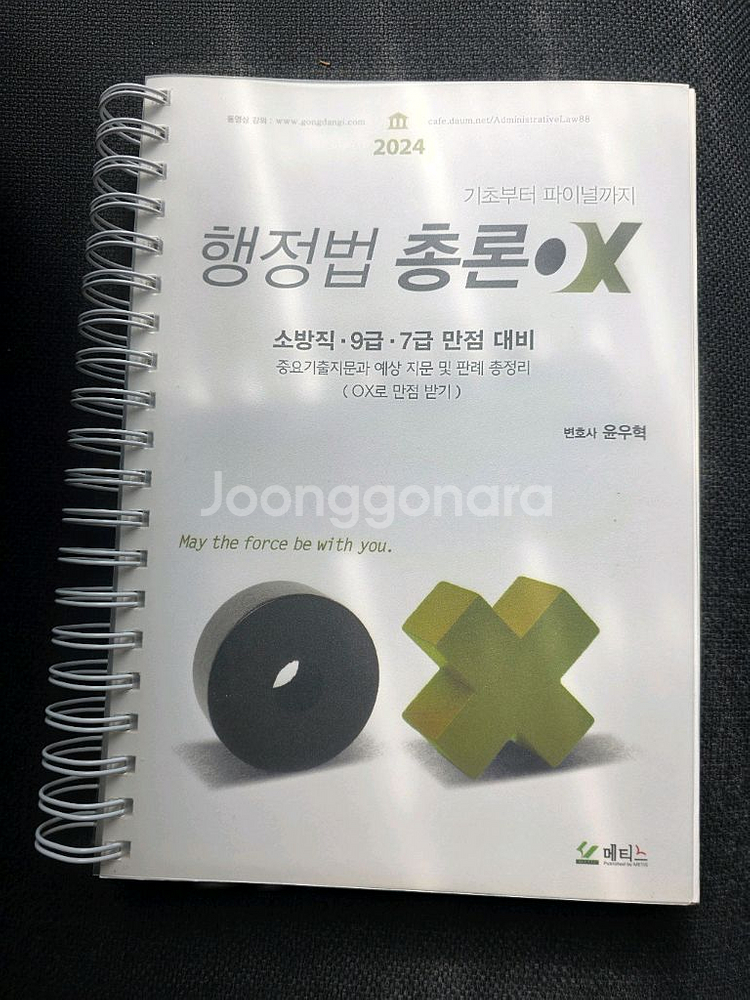 동영상 강의 : www.gongdangi.com
cafe.daum.net/AdministrativeLaw88
2024
기초부터 파이널까지
행정법 총론OX
소방직·9급·7급 만점 대비
중요기출지문과 예상 지문 및 판례 총정리
( OX로 만점 받기 )
변호사 윤우혁
Joonggonara
May the force be with you.
메티스
Published by METIS